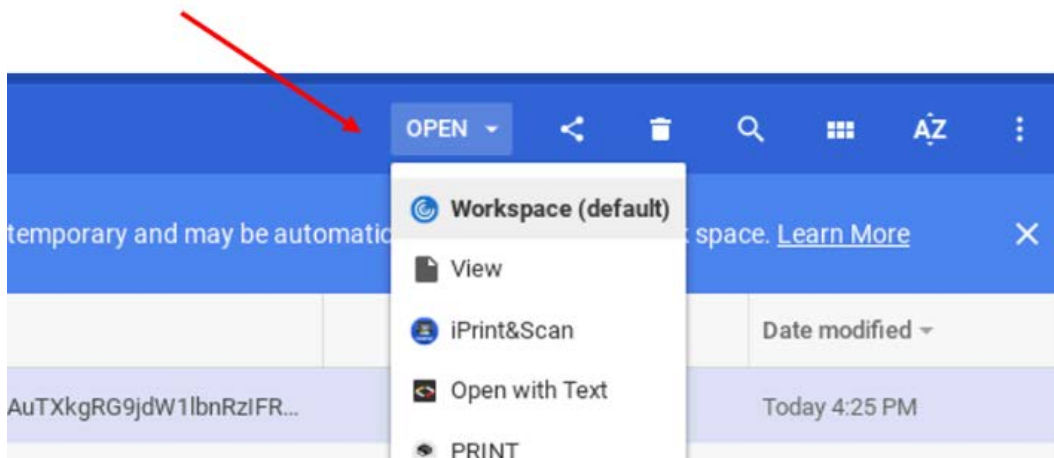 OPEN
AZ
Workspace (default)
temporary and may be automatic space. Learn More
View
iPrint&Scan
Date modified
Open with Text
AuTXkgRG9jdW1lbnRzIFR... Today 4:25 PM
PRINT